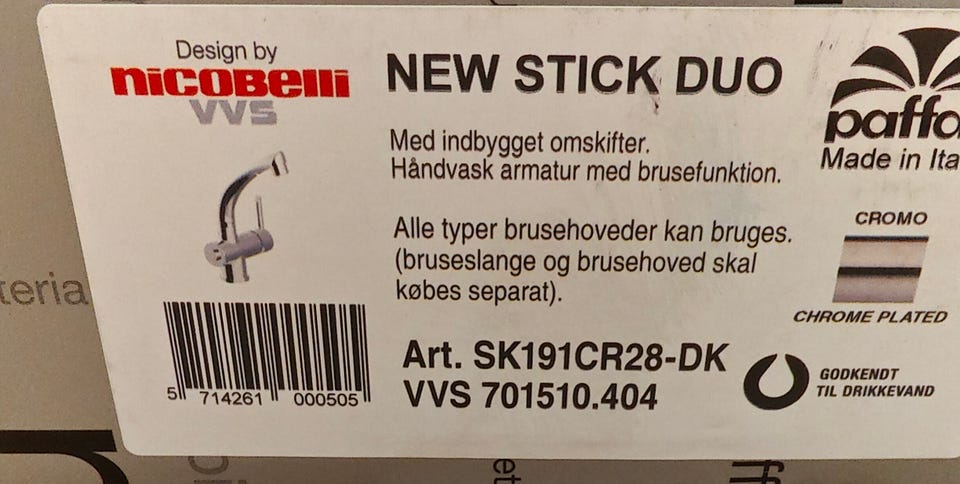 Design by
nicobelli
VVS
NEW STICK DUO
Med indbygget omskifter.
Håndvask armatur med brusefunktion.
Alle typer brusehoveder kan bruges.
(bruseslange og brusehoved skal
købes separat).
Art. SK191CR28-DK
VVS 701510.404
5 714261 000505
paffo
Made in Ita
CROMO
CHROME PLATED
GODKENDT
TIL DRIKKEVAND
teria
et